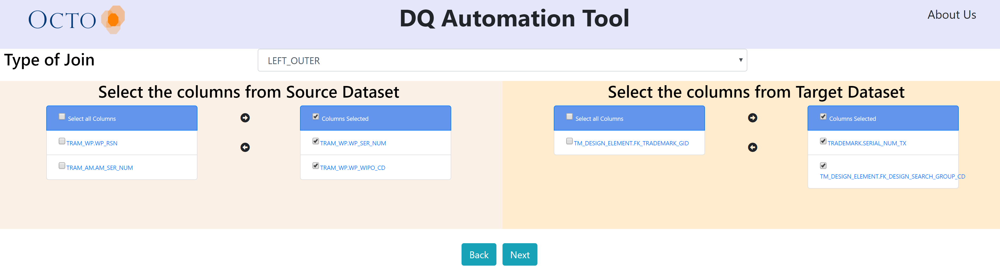 OCTO
DQ Automation Tool
About Us
Type of Join
LEFT_OUTER
Select the columns from Source Dataset
Select all Columns
TRAM_WP.WP_RSN
TRAM_AM.AM_SER_NUM
Columns Selected
TRAM_WP.WP_SER_NUM
TRAM_WP.WP_WIPO_CD
Select the columns from Target Dataset
Select all Columns
TM_DESIGN_ELEMENT.FK_TRADEMARK_GID
Columns Selected
TRADEMARK.SERIAL_NUM_TX
TM_DESIGN_ELEMENT.FK_DESIGN_SEARCH_GROUP_CD
Back
Next